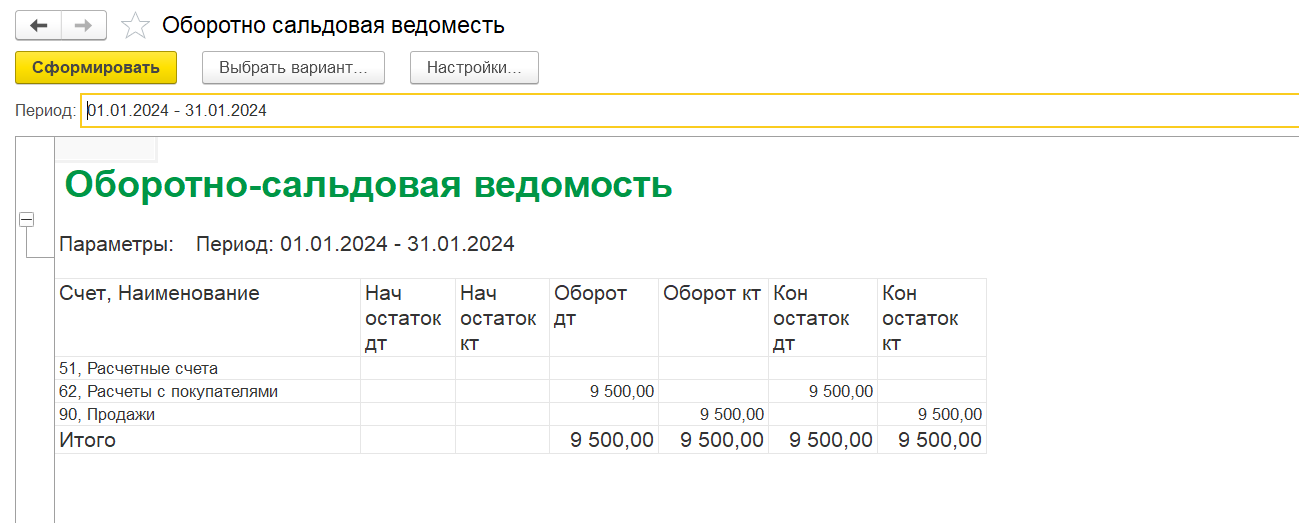 Оборотно сальдовая ведоместь
Сформировать Выбрать вариант... Настройки...
Период: 01.01.2024 - 31.01.2024
Оборотно-сальдовая ведомость
Параметры: Период: 01.01.2024 - 31.01.2024
Счет, Наименование Нач Нач Оборот Оборот кт Кон Кон
остаток остаток дт остаток остаток
дт кт дт кт
51, Расчетные счета
62, Расчеты с покупателями 9 500,00 9 500,00
90, Продажи 9 500,00 9 500,00
Итого 9 500,00 9 500,00 9 500,00 9 500,00